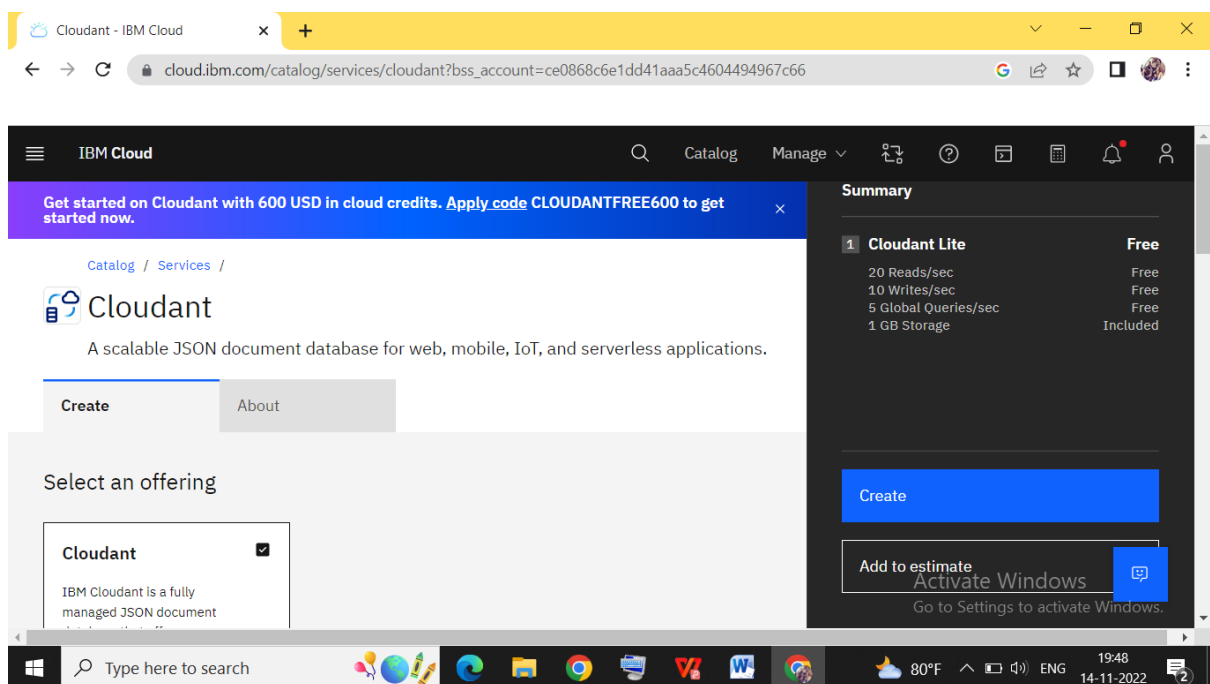 Cloudant - IBM Cloud
cloud.ibm.com/catalog/services/cloudant?bss_account=ce0868c6e1dd41aaa5c4604494967c66
IBM Cloud
Catalog
Manage
Get started on Cloudant with 600 USD in cloud credits. Apply code CLOUDANTFREE600 to get
started now.
Catalog / Services /
Cloudant
A scalable JSON document database for web, mobile, IoT, and serverless applications.
Create
About
Select an offering
Cloudant
IBM Cloudant is a fully
managed JSON document
Summary
1 Cloudant Lite Free
20 Reads/sec Free
10 Writes/sec Free
5 Global Queries/sec Free
1 GB Storage Included
Create
Add to estimate
Activate Windows
Go to Settings to activate Windows.
Type here to search
80°F
ENG
19:48
14-11-2022
2